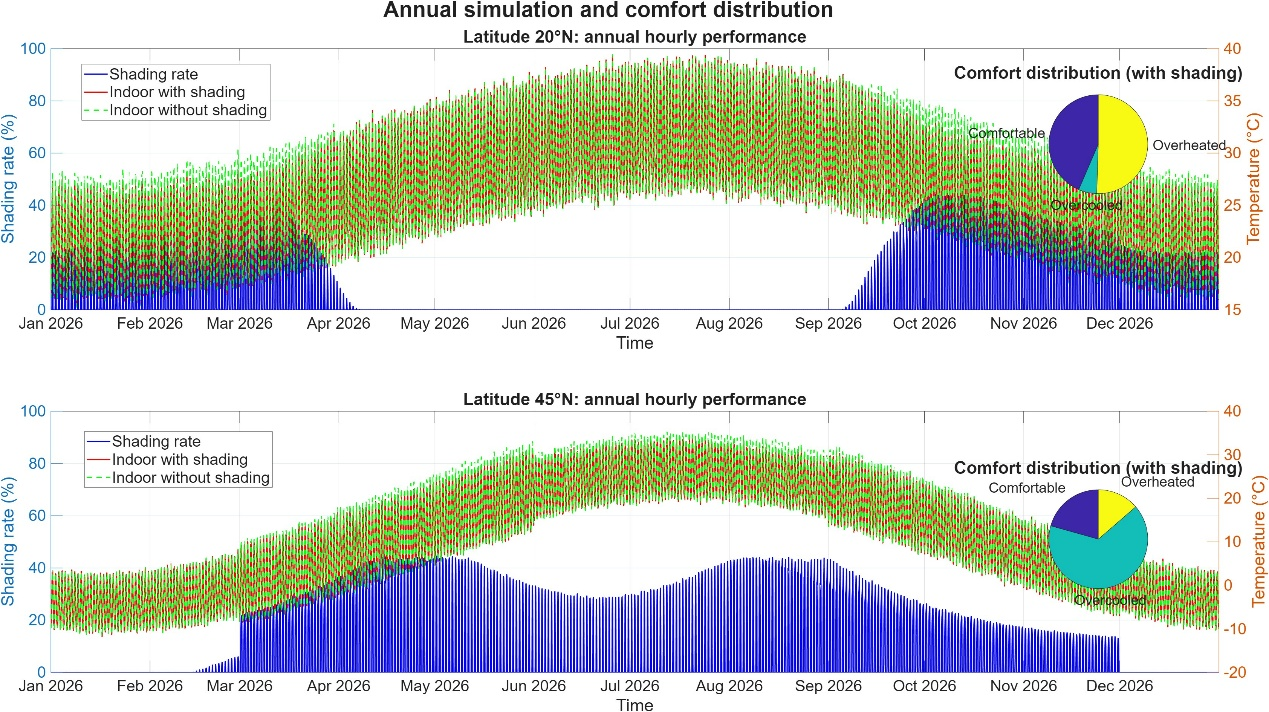 Annual simulation and comfort distribution
Latitude 20°N: annual hourly performance
100
80
60
40
20
0
Shading rate (%)
Shading rate
Indoor with shading
Indoor without shading
Comfort distribution (with shading)
Comfortable
Overheated
Overcooled
40
35
30
25
20
15
Temperature (°C)
Jan 2026 Feb 2026 Mar 2026 Apr 2026 May 2026 Jun 2026 Jul 2026 Aug 2026 Sep 2026 Oct 2026 Nov 2026 Dec 2026
Time
Latitude 45°N: annual hourly performance
100
80
60
40
20
0
Shading rate (%)
Shading rate
Indoor with shading
Indoor without shading
Comfort distribution (with shading)
Overheated
Comfortable
Overcooled
40
30
20
10
0
-10
-20
Temperature (°C)
Jan 2026 Feb 2026 Mar 2026 Apr 2026 May 2026 Jun 2026 Jul 2026 Aug 2026 Sep 2026 Oct 2026 Nov 2026 Dec 2026
Time